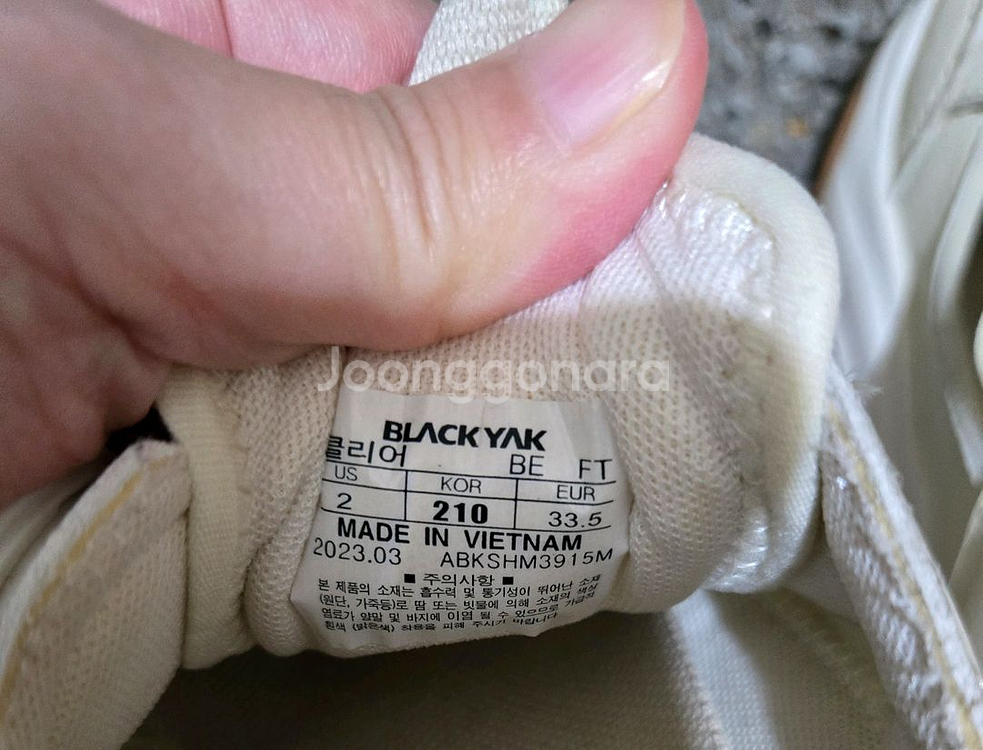 Joonggonara
BLACKYAK
클리어 BE FT
US KOR EUR
2 210 33.5
MADE IN VIETNAM
2023.03 ABKSHM3915M
■ 주의사항 ■
본 제품의 소재는 흡수력 및 통기성이 뛰어난 소재
(원단, 가죽등)로 땀 또는 빗물에 의해 소재의 색상
염료가 양말 및 바지에 이염 될 수 있으므로 가급적
흰색 (밝은색) 착용을 피해 주시기 바랍니다